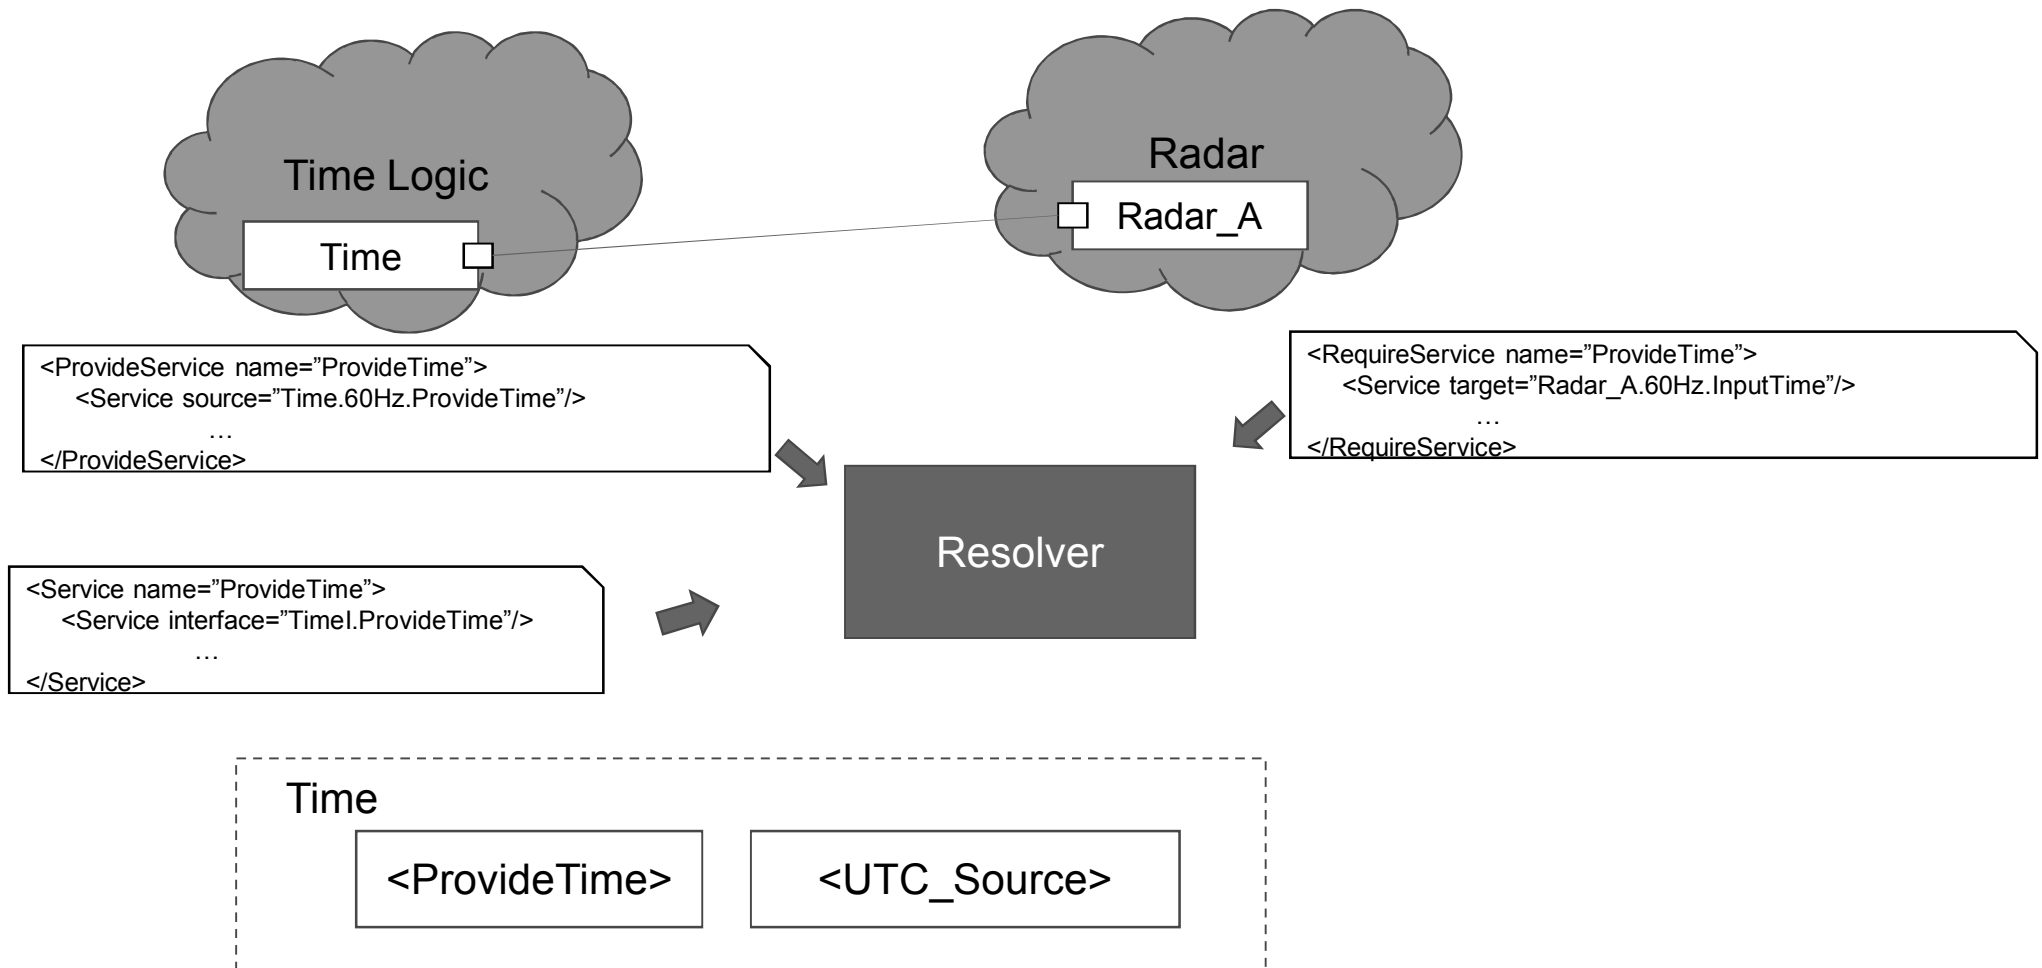 Time Logic
Time
Radar
Radar_A
<ProvideService name=”ProvideTime”>
<Service source=”Time.60Hz.ProvideTime”/>
…
</ProvideService>
<RequireService name=”ProvideTime”>
<Service target=”Radar_A.60Hz.InputTime”/>
…
</RequireService>
Resolver
<Service name=”ProvideTime”>
<Service interface=”TimeI.ProvideTime”/>
…
</Service>
Time
<ProvideTime>
<UTC_Source>